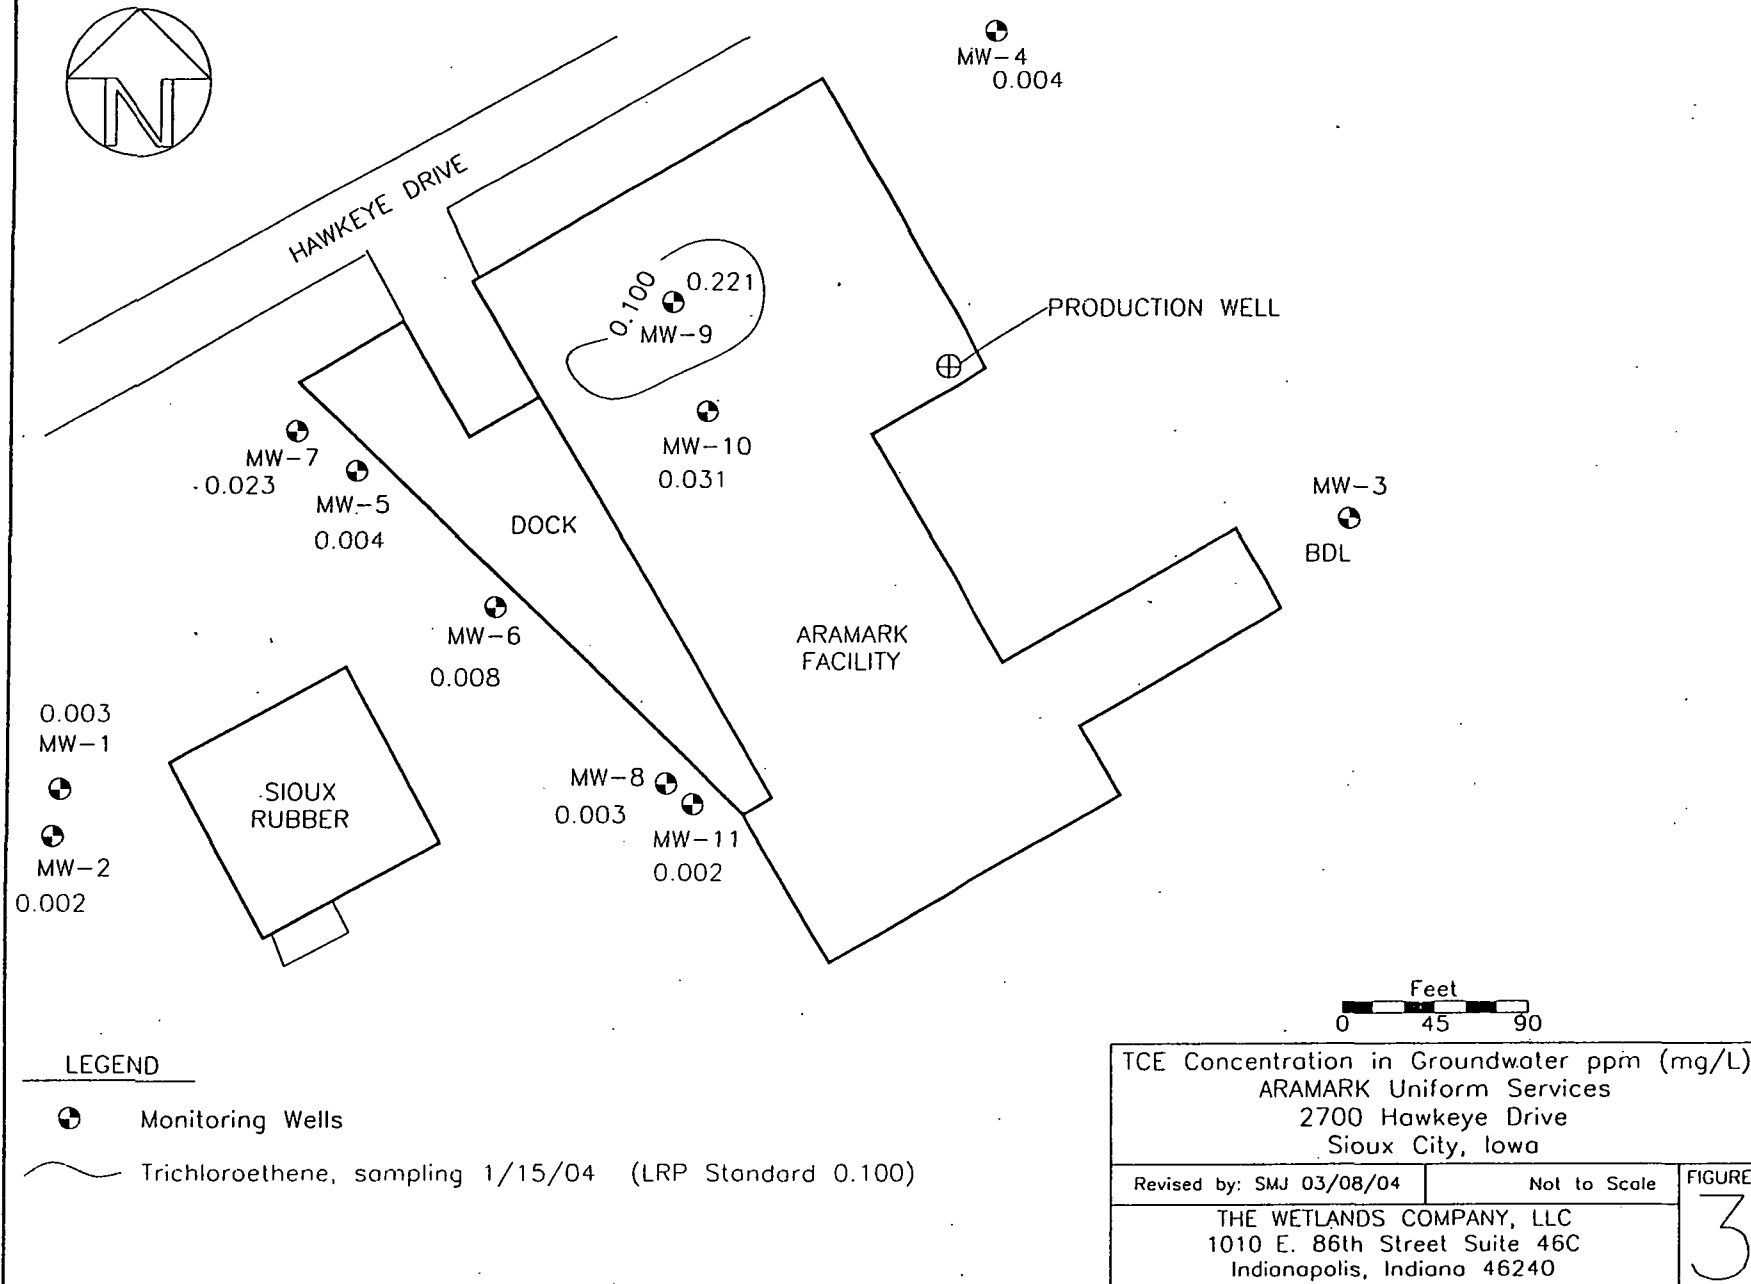 N
MW-4
0.004
HAWKEYE DRIVE
0.100
0.221
MW-9
PRODUCTION WELL
MW-10
0.031
MW-7
0.023
MW-5
0.004
DOCK
MW-3
BDL
MW-6
0.008
ARAMARK
FACILITY
0.003
MW-1
SIOUX
RUBBER
MW-2
0.002
MW-8
0.003
MW-11
0.002
Feet
0 45 90
LEGEND
Monitoring Wells
Trichloroethene, sampling 1/15/04 (LRP Standard 0.100)
TCE Concentration in Groundwater ppm (mg/L)
ARAMARK Uniform Services
2700 Hawkeye Drive
Sioux City, Iowa
Revised by: SMJ 03/08/04
Not to Scale
FIGURE
3
THE WETLANDS COMPANY, LLC
1010 E. 86th Street Suite 46C
Indianapolis, Indiana 46240